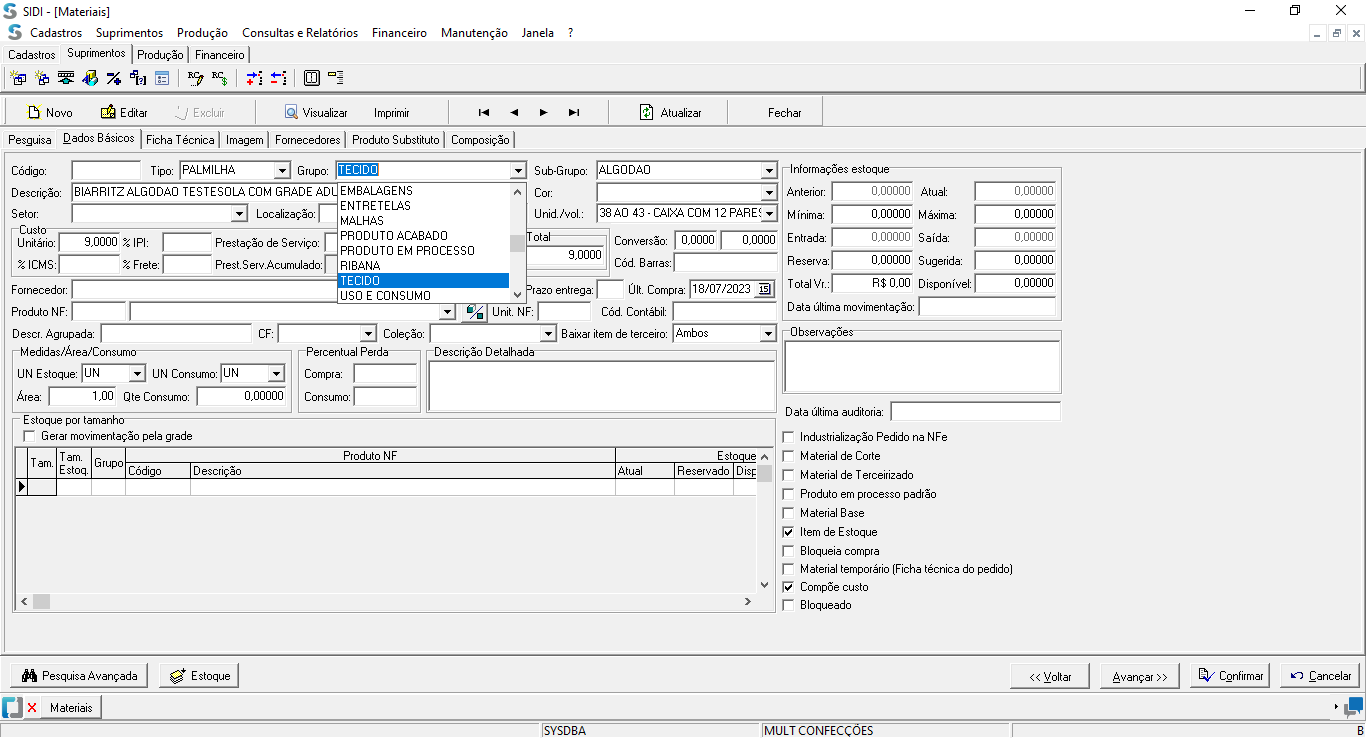 SIDI - [Materiais]
Cadastros Suprimentos Produção Consultas e Relatórios Financeiro Manutenção Janela ?
Cadastros Suprimentos Produção Financeiro
Novo Editar Excluir Visualizar Imprimir Atualizar Fechar
Pesquisa Dados Básicos Ficha Técnica Imagem Fornecedores Produto Substituto Composição
Código: Tipo: PALMILHA Grupo: TECIDO Sub-Grupo: ALGODAO
Descrição: BIARRITZ ALGODAO TESTESOLA COM GRADE ADU Cor:
Setor: Localização: Unid./vol.: 38 AO 43 - CAIXA COM 12 PARES
EMBALAGENS
ENTRETELAS
MALHAS
PRODUTO ACABADO
PRODUTO EM PROCESSO
RIBANA
TECIDO
USO E CONSUMO
Custo
Unitário: 9,0000 % IPI: Prestação de Serviço: Total 9,0000 Conversão: 0,0000 0,0000
% ICMS: % Frete: Prest.Serv.Acumulado: Cód. Barras:
Fornecedor: Prazo entrega: Últ. Compra: 18/07/2023 15
Produto NF: Unit. NF: Cód. Contábil:
Descr. Agrupada: CF: Coleção: Baixar item de terceiro: Ambos
Medidas/Área/Consumo
UN Estoque: UN UN Consumo: UN
Área: 1,00 Qte Consumo: 0,00000
Percentual Perda
Compra:
Consumo:
Descrição Detalhada
Estoque por tamanho
Gerar movimentação pela grade
Tam. Tam. Estoq. Grupo Produto NF Estoque
Código Descrição Atual Reservado Disp
Informações estoque
Anterior: 0,00000 Atual: 0,00000
Mínima: 0,00000 Máxima: 0,00000
Entrada: 0,00000 Saída: 0,00000
Reserva: 0,00000 Sugerida: 0,00000
Total Vr.: R$ 0,00 Disponível: 0,00000
Data última movimentação:
Observações
Data última auditoria:
Industrialização Pedido na NFe
Material de Corte
Material de Terceirizado
Produto em processo padrão
Material Base
Item de Estoque
Bloqueia compra
Material temporário (Ficha técnica do pedido)
Compõe custo
Bloqueado
Pesquisa Avançada Estoque << Voltar Avançar >> Confirmar Cancelar
Materiais
SYSDBA MULT CONFECÇÕES B